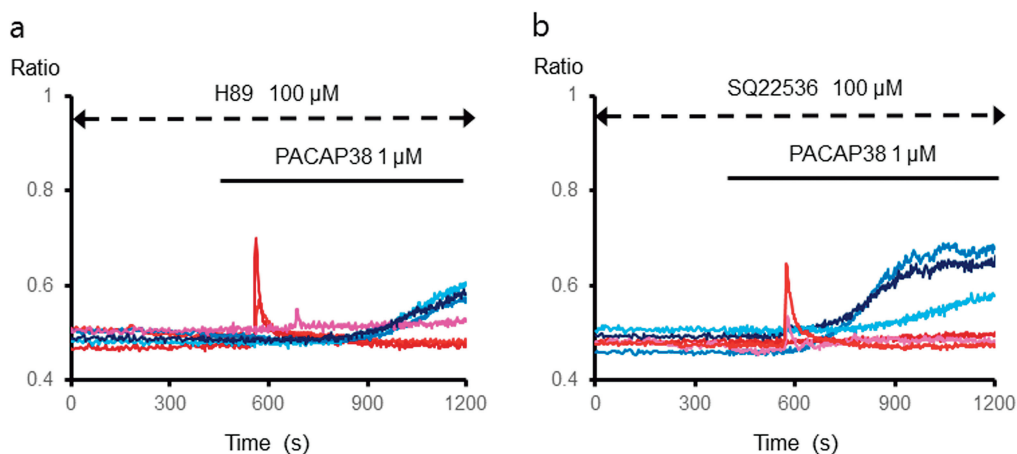 a
Ratio
1
H89 100 µM
PACAP38 1 µM
0.8
0.6
0.4
0 300 600 900 1200
Time (s)
b
Ratio
1
SQ22536 100 µM
PACAP38 1 µM
0.8
0.6
0.4
0 300 600 900 1200
Time (s)